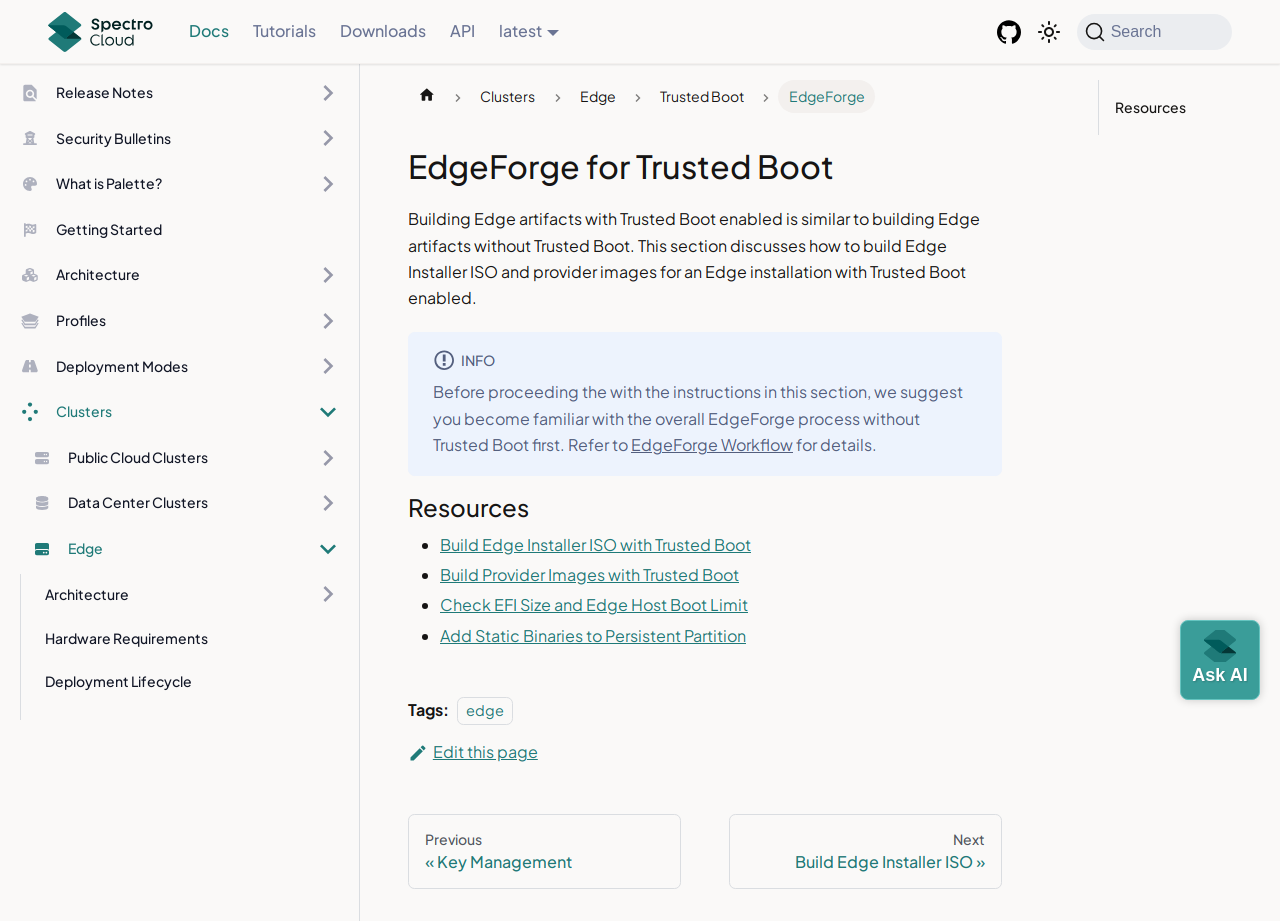 Spectro
Cloud
Docs
Tutorials
Downloads
API
latest
Search
Release Notes
Security Bulletins
What is Palette?
Getting Started
Architecture
Profiles
Deployment Modes
Clusters
Public Cloud Clusters
Data Center Clusters
Edge
Architecture
Hardware Requirements
Deployment Lifecycle
Clusters
Edge
Trusted Boot
EdgeForge
EdgeForge for Trusted Boot
Building Edge artifacts with Trusted Boot enabled is similar to building Edge
artifacts without Trusted Boot. This section discusses how to build Edge
Installer ISO and provider images for an Edge installation with Trusted Boot
enabled.
INFO
Before proceeding the with the instructions in this section, we suggest
you become familiar with the overall EdgeForge process without
Trusted Boot first. Refer to EdgeForge Workflow for details.
Resources
Build Edge Installer ISO with Trusted Boot
Build Provider Images with Trusted Boot
Check EFI Size and Edge Host Boot Limit
Add Static Binaries to Persistent Partition
Tags: edge
Edit this page
Previous
« Key Management
Next
Build Edge Installer ISO »
Resources
Ask AI